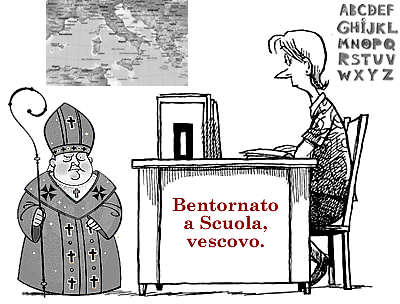 ABCDEF
GHIJKL
MNOPQ
RSTUV
WXYZ
Bentornato
a Scuola,
vescovo.